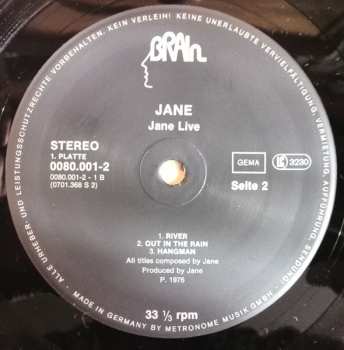 BRAIN
JANE
Jane Live
STEREO
1. PLATTE
0080.001-2
0080.001-2 - 1 B
(0701.368 S 2)
GEMA
LC 3230
Seite 2
1. RIVER
2. OUT IN THE RAIN
3. HANGMAN
All titles composed by Jane
Produced by Jane
P. 1976
33 ⅓ rpm
ALLE URHEBER- UND LEISTUNGSSCHUTZRECHTE VORBEHALTEN. KEIN VERLEIH! KEINE UNERLAUBTE VERVIELFÄLTIGUNG, VERMIETUNG, AUFFÜHRUNG, SENDUNG!
MADE IN GERMANY BY METRONOME MUSIK GMBH